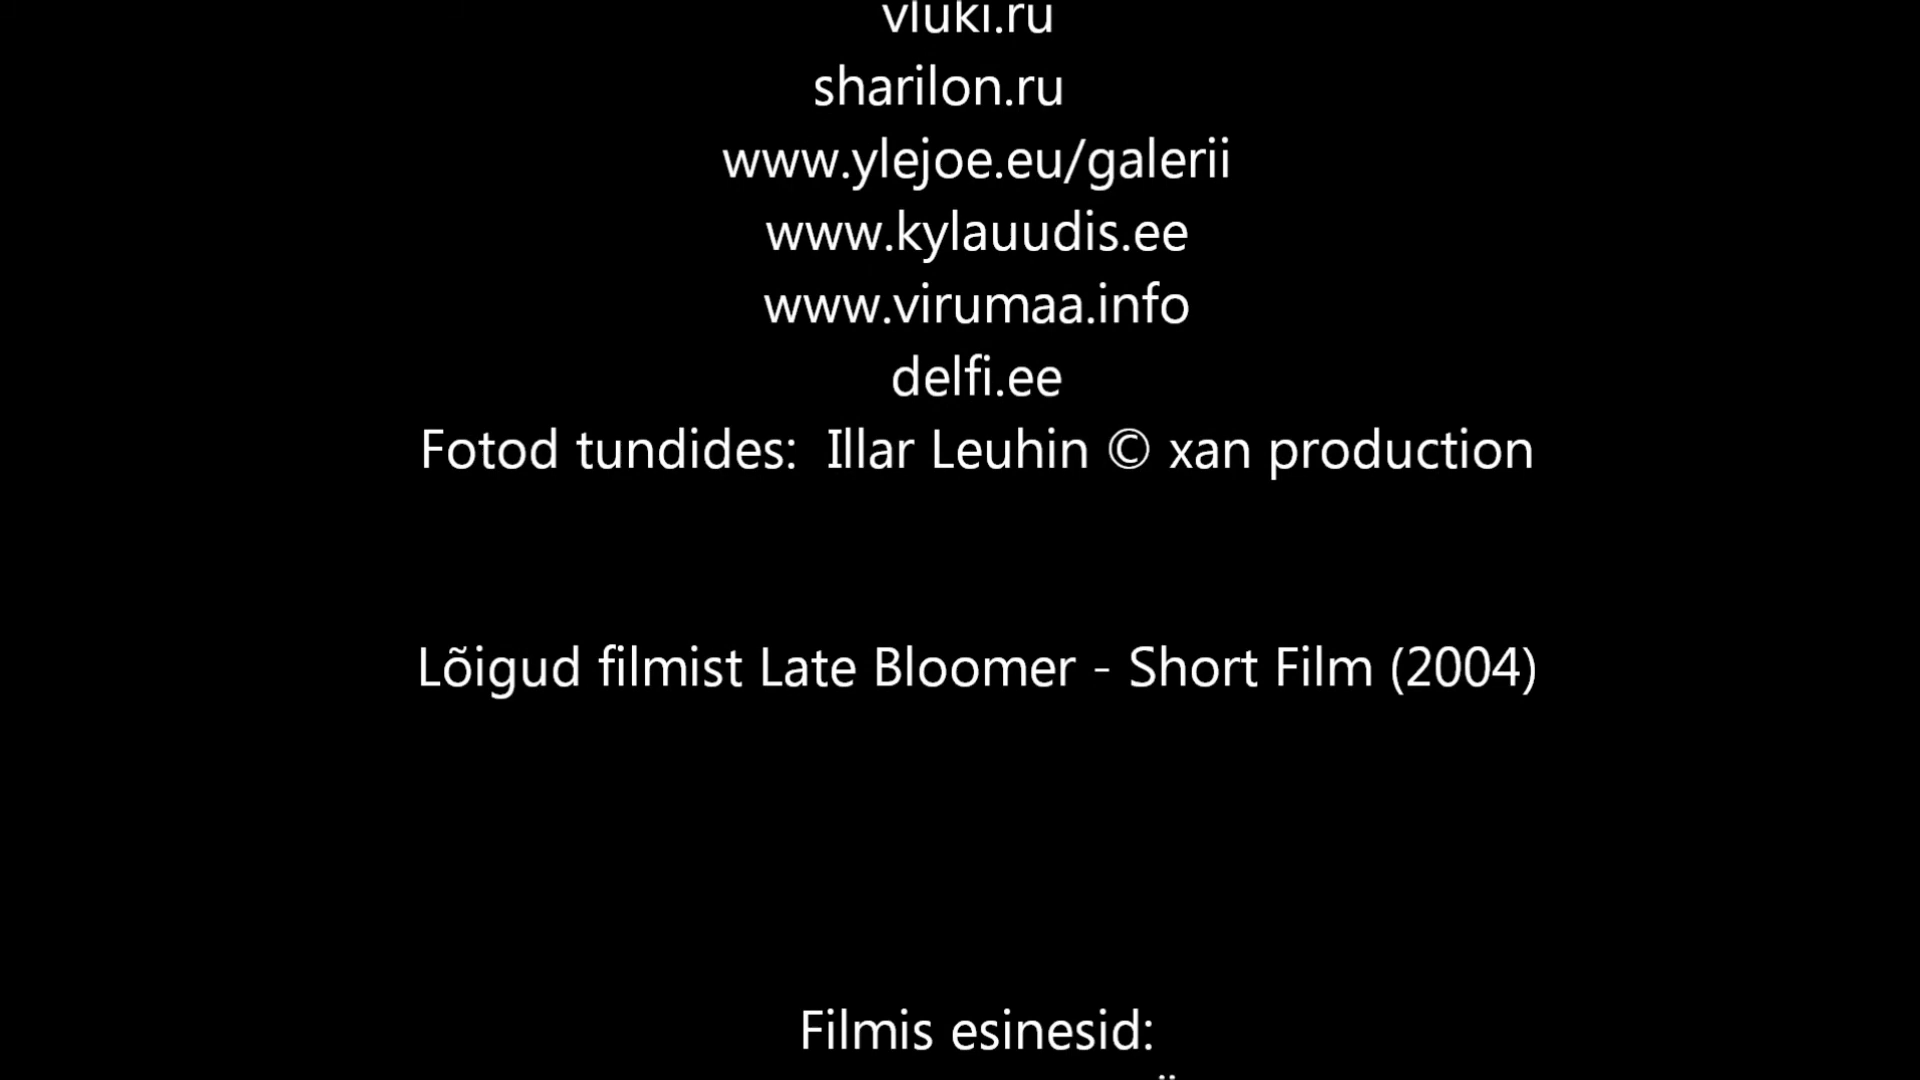 vluki.ru
sharilon.ru
www.ylejoe.eu/galerii
www.kylauudis.ee
www.virumaa.info
delfi.ee
Fotod tundides:  Illar Leuhin © xan production
Lõigud filmist Late Bloomer - Short Film (2004)
Filmis esinesid: